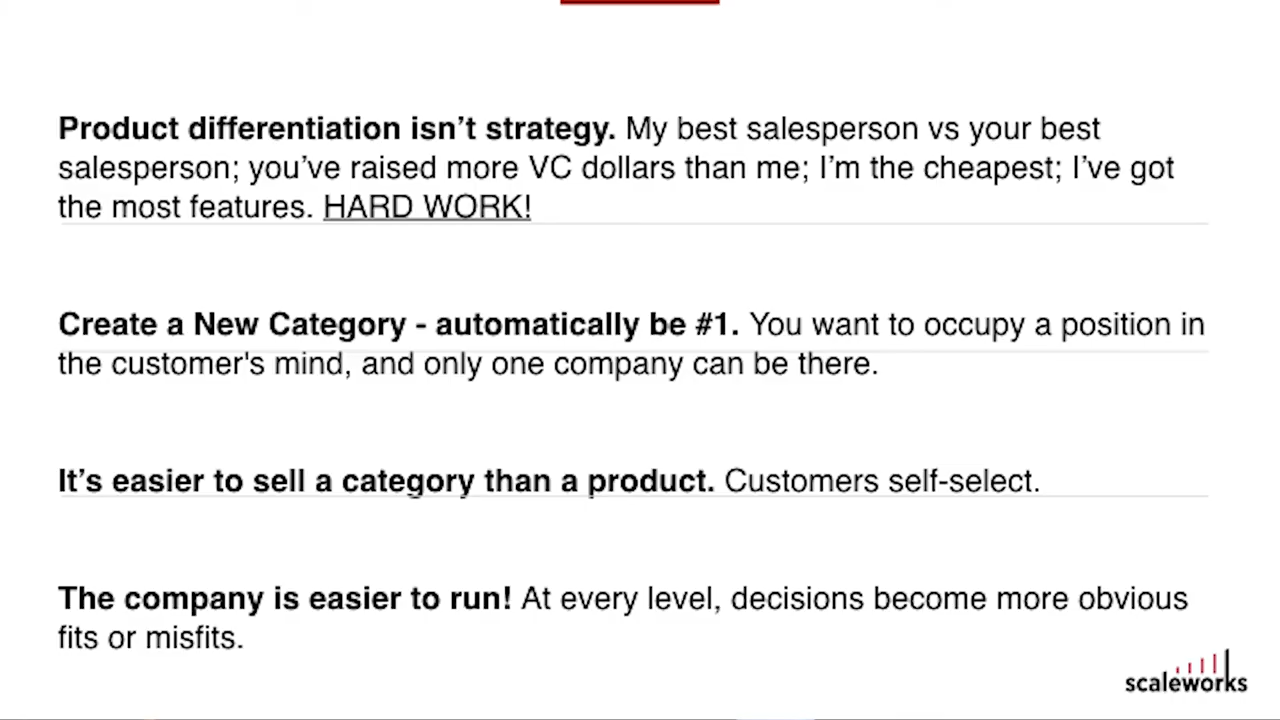 Product differentiation isn’t strategy. My best salesperson vs your best
salesperson; you’ve raised more VC dollars than me; I’m the cheapest; I’ve got
the most features. HARD WORK!
Create a New Category - automatically be #1. You want to occupy a position in
the customer's mind, and only one company can be there.
It’s easier to sell a category than a product. Customers self-select.
The company is easier to run! At every level, decisions become more obvious
fits or misfits.
scaleworks